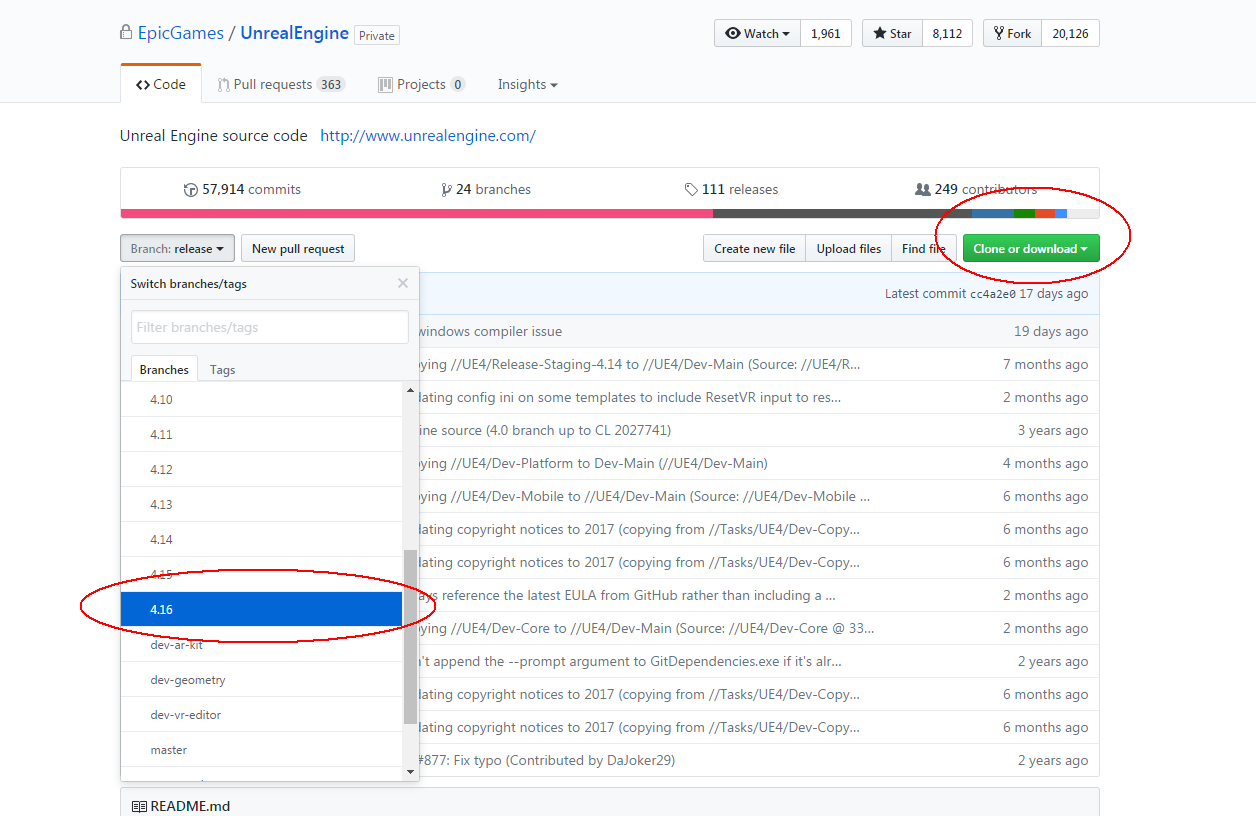 EpicGames / UnrealEngine Private
Watch 1,961 Star 8,112 Fork 20,126
Code Pull requests 363 Projects 0 Insights
Unreal Engine source code http://www.unrealengine.com/
57,914 commits 24 branches 111 releases 249 contributors
Branch: release New pull request Create new file Upload files Find file Clone or download
Switch branches/tags
Filter branches/tags
Branches Tags
4.10
4.11
4.12
4.13
4.14
4.15
4.16
dev-ar-kit
dev-geometry
dev-vr-editor
master
Latest commit cc4a2e0 17 days ago
windows compiler issue 19 days ago
ying //UE4/Release-Staging-4.14 to //UE4/Dev-Main (Source: //UE4/R... 7 months ago
lating config ini on some templates to include ResetVR input to res... 2 months ago
ine source (4.0 branch up to CL 2027741) 3 years ago
ying //UE4/Dev-Platform to Dev-Main (//UE4/Dev-Main) 4 months ago
ying //UE4/Dev-Mobile to //UE4/Dev-Main (Source: //UE4/Dev-Mobile ... 6 months ago
lating copyright notices to 2017 (copying from //Tasks/UE4/Dev-Copy... 6 months ago
lating copyright notices to 2017 (copying from //Tasks/UE4/Dev-Copy... 6 months ago
ays reference the latest EULA from GitHub rather than including a ... 2 months ago
ying //UE4/Dev-Core to //UE4/Dev-Main (Source: //UE4/Dev-Core @ 33... 2 months ago
't append the --prompt argument to GitDependencies.exe if it's alr... 2 years ago
lating copyright notices to 2017 (copying from //Tasks/UE4/Dev-Copy... 6 months ago
lating copyright notices to 2017 (copying from //Tasks/UE4/Dev-Copy... 6 months ago
#877: Fix typo (Contributed by DaJoker29) 2 years ago
README.md